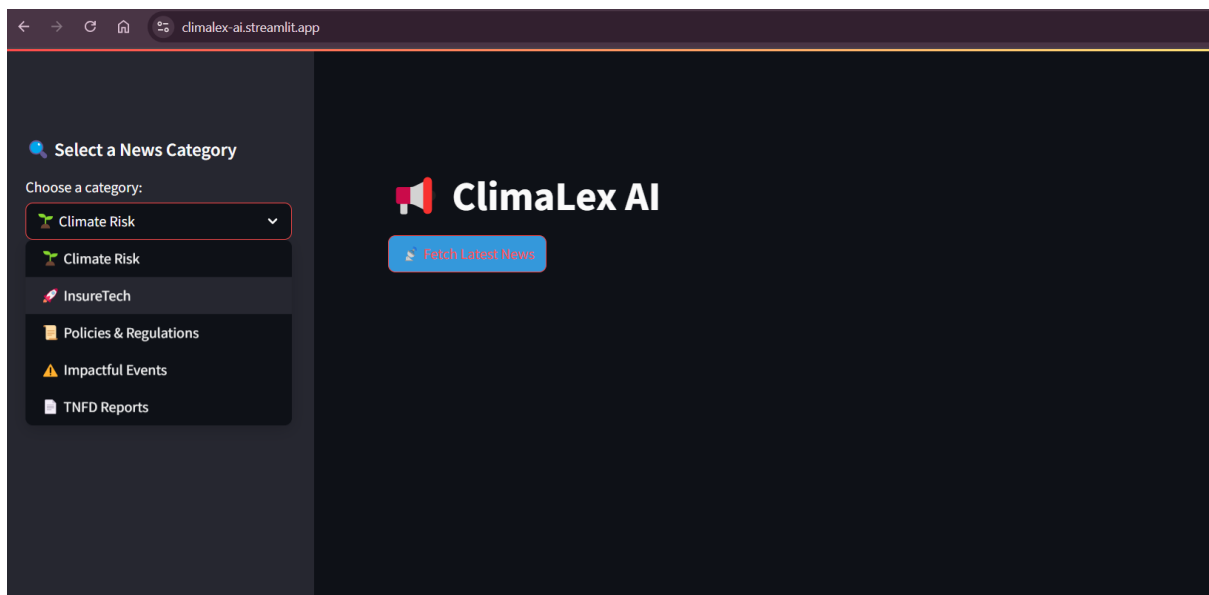 climalex-ai.streamlit.app
Select a News Category
Choose a category:
Climate Risk
Climate Risk
InsureTech
Policies & Regulations
Impactful Events
TNFD Reports
ClimaLex AI
Fetch Latest News